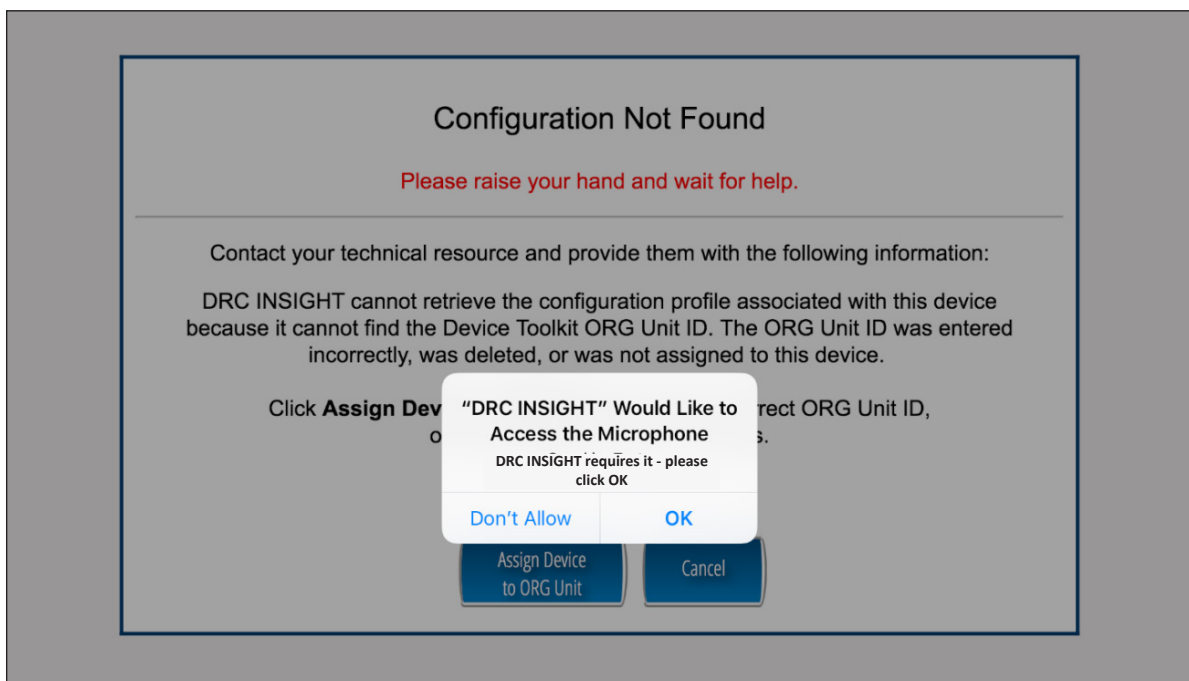 Configuration Not Found
Please raise your hand and wait for help.
Contact your technical resource and provide them with the following information:
DRC INSIGHT cannot retrieve the configuration profile associated with this device
because it cannot find the Device Toolkit ORG Unit ID. The ORG Unit ID was entered
incorrectly, was deleted, or was not assigned to this device.
Click Assign Dev rrect ORG Unit ID,
o s.
“DRC INSIGHT” Would Like to
Access the Microphone
DRC INSIGHT requires it - please
click OK
Don’t Allow OK
Assign Device
to ORG Unit
Cancel